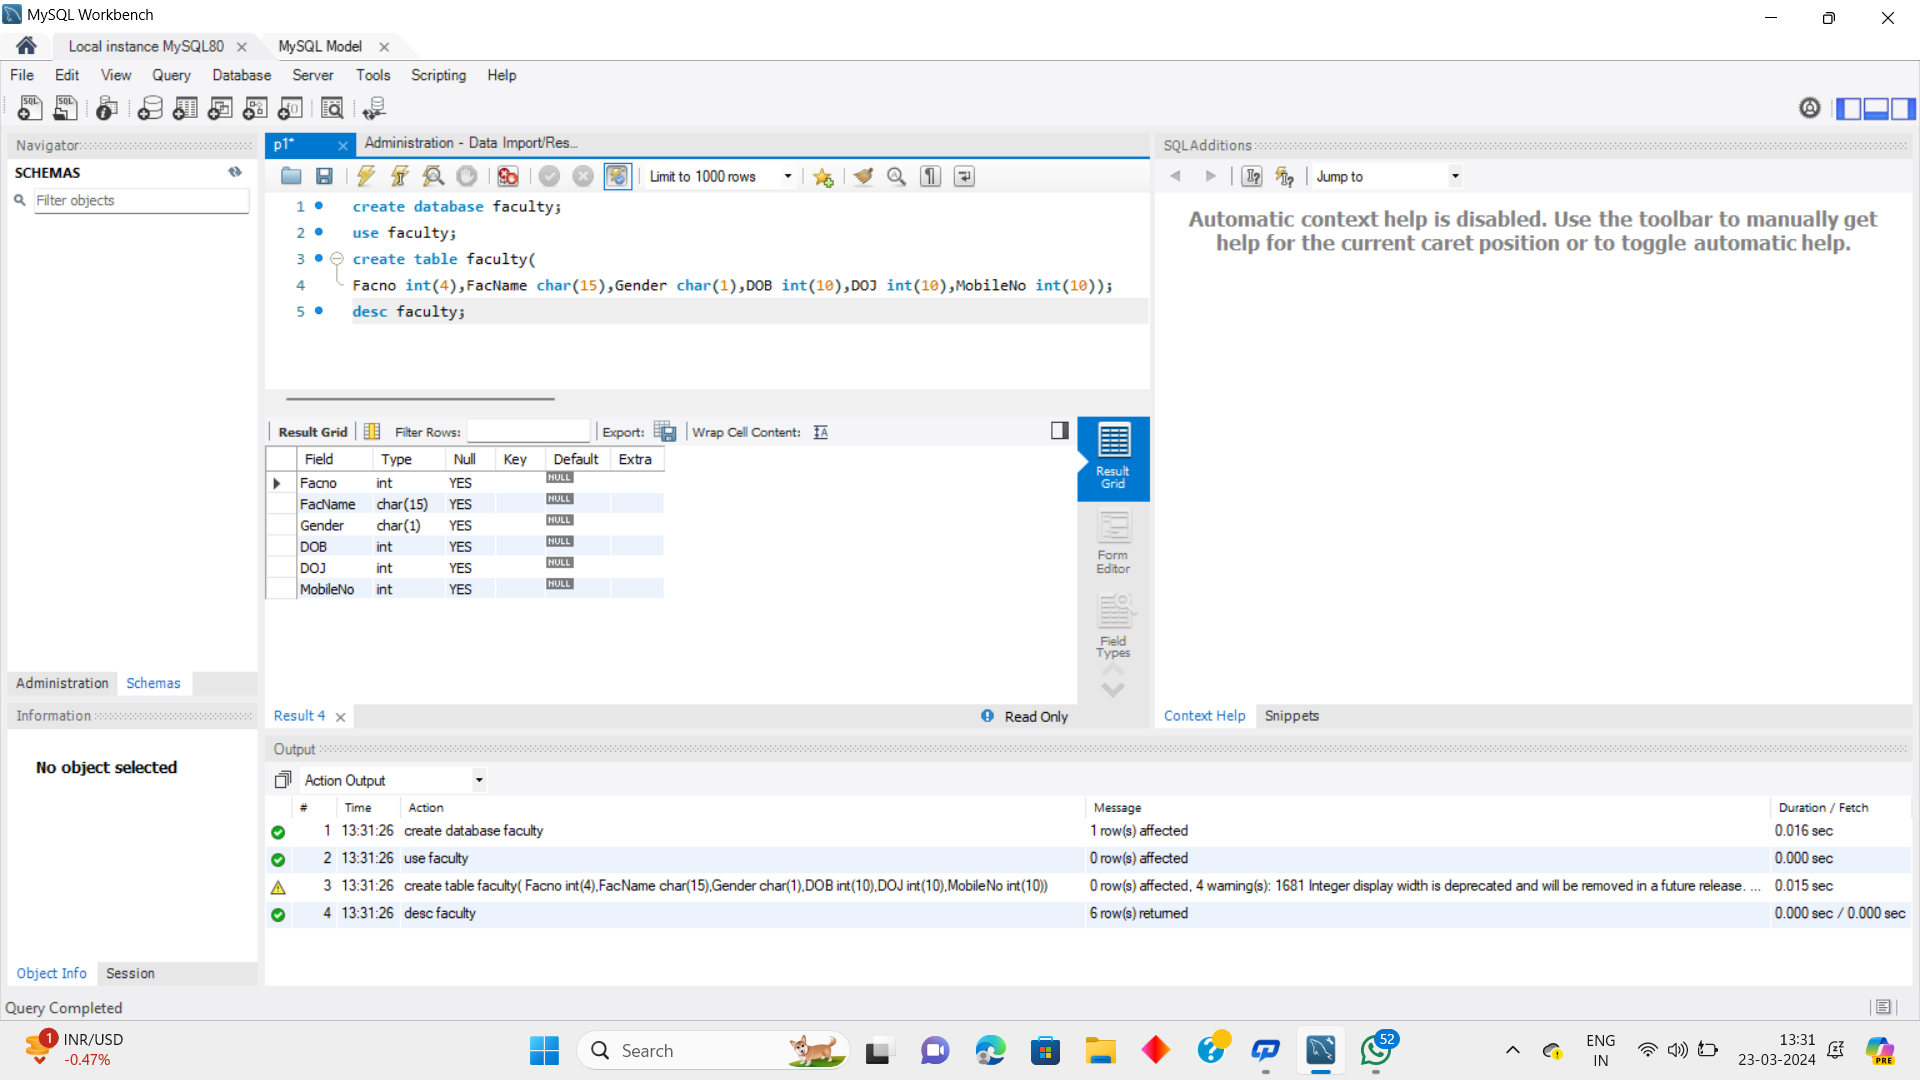 MySQL Workbench
Local instance MySQL80
MySQL Model
File Edit View Query Database Server Tools Scripting Help
Navigator
SCHEMAS
Filter objects
Administration Schemas
Information
No object selected
Object Info Session
p1* Administration - Data Import/Res...
Limit to 1000 rows
1 create database faculty;
2 use faculty;
3 create table faculty(
4 Facno int(4),FacName char(15),Gender char(1),DOB int(10),DOJ int(10),MobileNo int(10));
5 desc faculty;
Result Grid Filter Rows: Export: Wrap Cell Content:
Field Type Null Key Default Extra
Facno int YES NULL
FacName char(15) YES NULL
Gender char(1) YES NULL
DOB int YES NULL
DOJ int YES NULL
MobileNo int YES NULL
Result
Grid
Form
Editor
Field
Types
Result 4
Read Only
SQLAdditions
Jump to
Automatic context help is disabled. Use the toolbar to manually get
help for the current caret position or to toggle automatic help.
Context Help Snippets
Output
Action Output
# Time Action Message Duration / Fetch
1 13:31:26 create database faculty 1 row(s) affected 0.016 sec
2 13:31:26 use faculty 0 row(s) affected 0.000 sec
3 13:31:26 create table faculty( Facno int(4),FacName char(15),Gender char(1),DOB int(10),DOJ int(10),MobileNo int(10)) 0 row(s) affected, 4 warning(s): 1681 Integer display width is deprecated and will be removed in a future release. ... 0.015 sec
4 13:31:26 desc faculty 6 row(s) returned 0.000 sec / 0.000 sec
Query Completed
1
INR/USD
-0.47%
Search
52
ENG
IN
13:31
23-03-2024
PRE